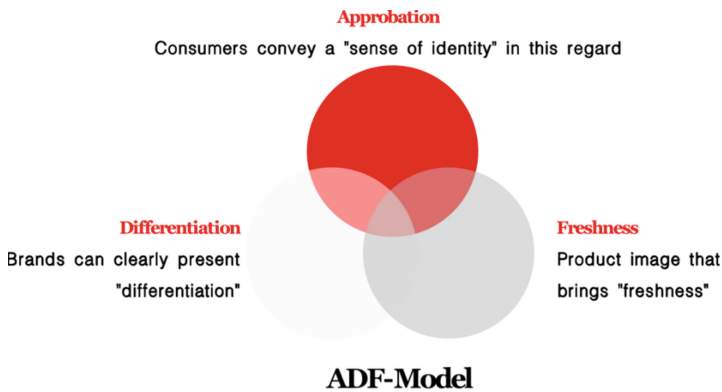 Approbation
Consumers convey a "sense of identity" in this regard
Differentiation
Brands can clearly present
"differentiation"
Freshness
Product image that
brings "freshness"
ADF-Model